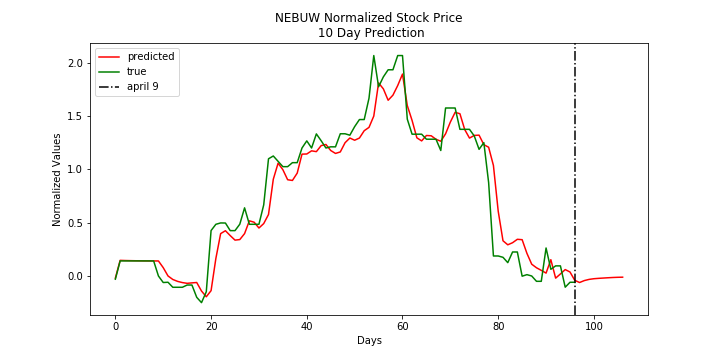 NEBUW Normalized Stock Price
10 Day Prediction
predicted
true
april 9
Normalized Values
2.0
1.5
1.0
0.5
0.0
0
20
40
60
80
100
Days